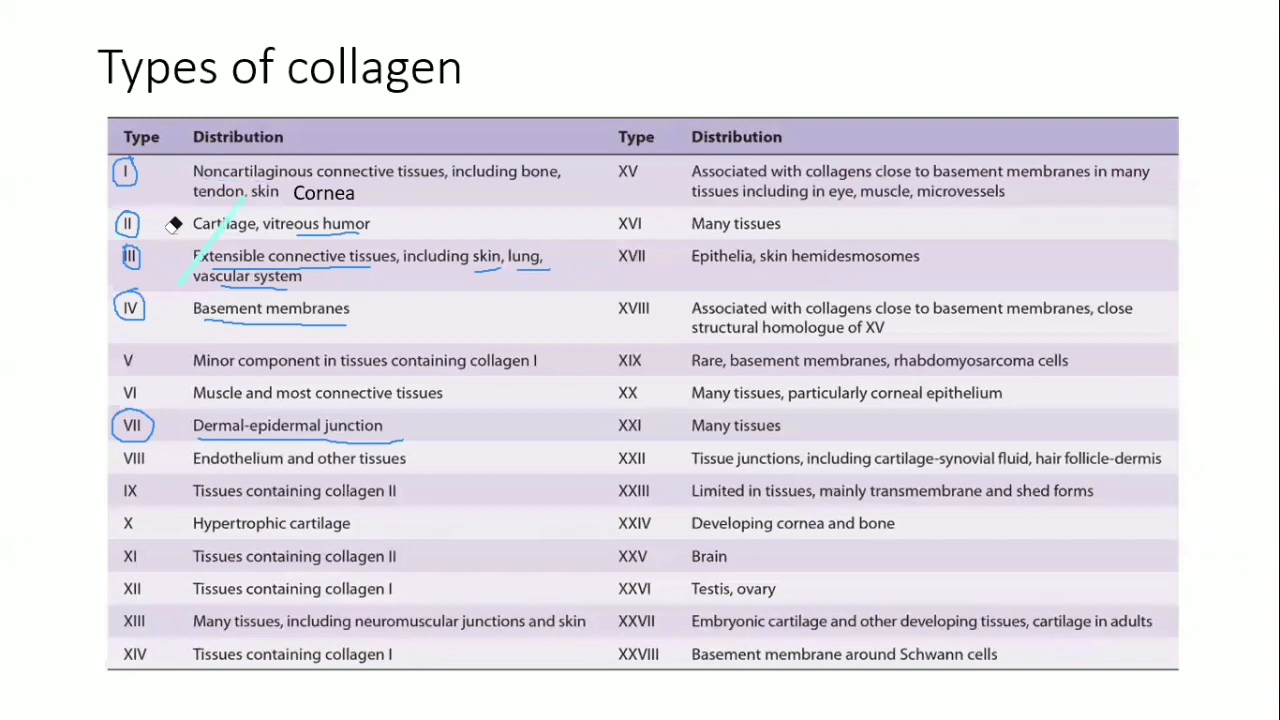 Types of collagen
Type Distribution Type Distribution
I Noncartilaginous connective tissues, including bone, XV Associated with collagens close to basement membranes in many
tendon, skin Cornea tissues including in eye, muscle, microvessels
II Cartilage, vitreous humor XVI Many tissues
III Extensible connective tissues, including skin, lung, XVII Epithelia, skin hemidesmosomes
vascular system
IV Basement membranes XVIII Associated with collagens close to basement membranes, close
structural homologue of XV
V Minor component in tissues containing collagen I XIX Rare, basement membranes, rhabdomyosarcoma cells
VI Muscle and most connective tissues XX Many tissues, particularly corneal epithelium
VII Dermal-epidermal junction XXI Many tissues
VIII Endothelium and other tissues XXII Tissue junctions, including cartilage-synovial fluid, hair follicle-dermis
IX Tissues containing collagen II XXIII Limited in tissues, mainly transmembrane and shed forms
X Hypertrophic cartilage XXIV Developing cornea and bone
XI Tissues containing collagen II XXV Brain
XII Tissues containing collagen I XXVI Testis, ovary
XIII Many tissues, including neuromuscular junctions and skin XXVII Embryonic cartilage and other developing tissues, cartilage in adults
XIV Tissues containing collagen I XXVIII Basement membrane around Schwann cells